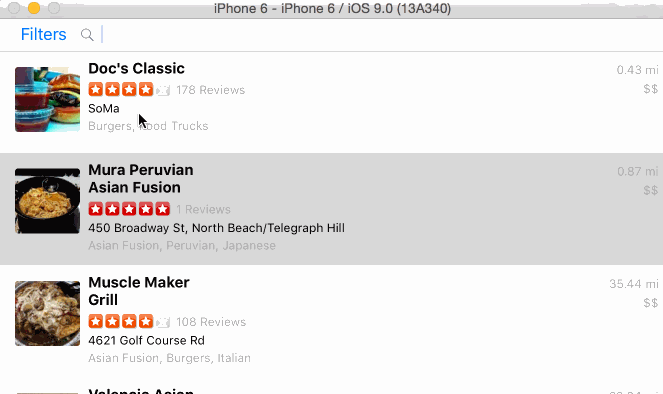 iPhone 6 - iPhone 6 / iOS 9.0 (13A340)
Filters
Doc's Classic
0.43 mi
178 Reviews
$$
SoMa
Burgers, Food Trucks
Mura Peruvian
0.87 mi
Asian Fusion
$$
1 Reviews
450 Broadway St, North Beach/Telegraph Hill
Asian Fusion, Peruvian, Japanese
Muscle Maker
35.44 mi
Grill
$$
108 Reviews
4621 Golf Course Rd
Asian Fusion, Burgers, Italian